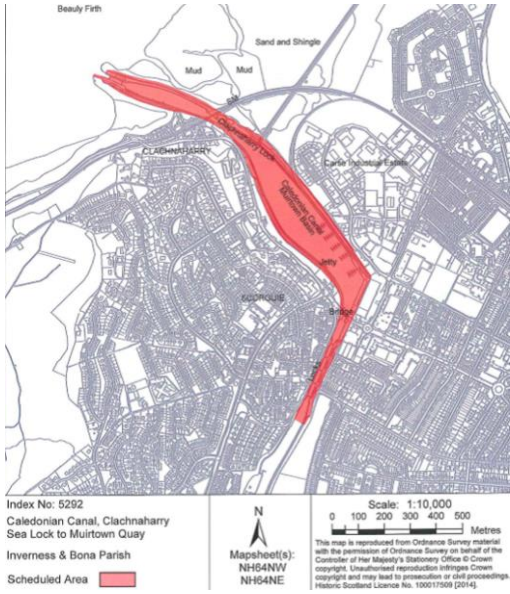 Beauly Firth
Sand and Shingle
Mud
Mud
Clachnaharry Lock
CLACHNAHARRY
Carse Industrial Estate
Caledonian Canal
Muirtown Basin
Jetty
SCORGUIE
Bridge
Index No: 5292
Caledonian Canal, Clachnaharry
Sea Lock to Muirtown Quay
Inverness & Bona Parish
Scheduled Area
N
Mapsheet(s):
NH64NW
NH64NE
Scale: 1:10,000
0 100 200 300 400 500
Metres
This map is reproduced from Ordnance Survey material
with the permission of Ordnance Survey on behalf of the
Controller of Her Majesty's Stationery Office © Crown
copyright. Unauthorised reproduction infringes Crown
copyright and may lead to prosecution or civil proceedings.
Historic Scotland Licence No. 100017509 [2014].